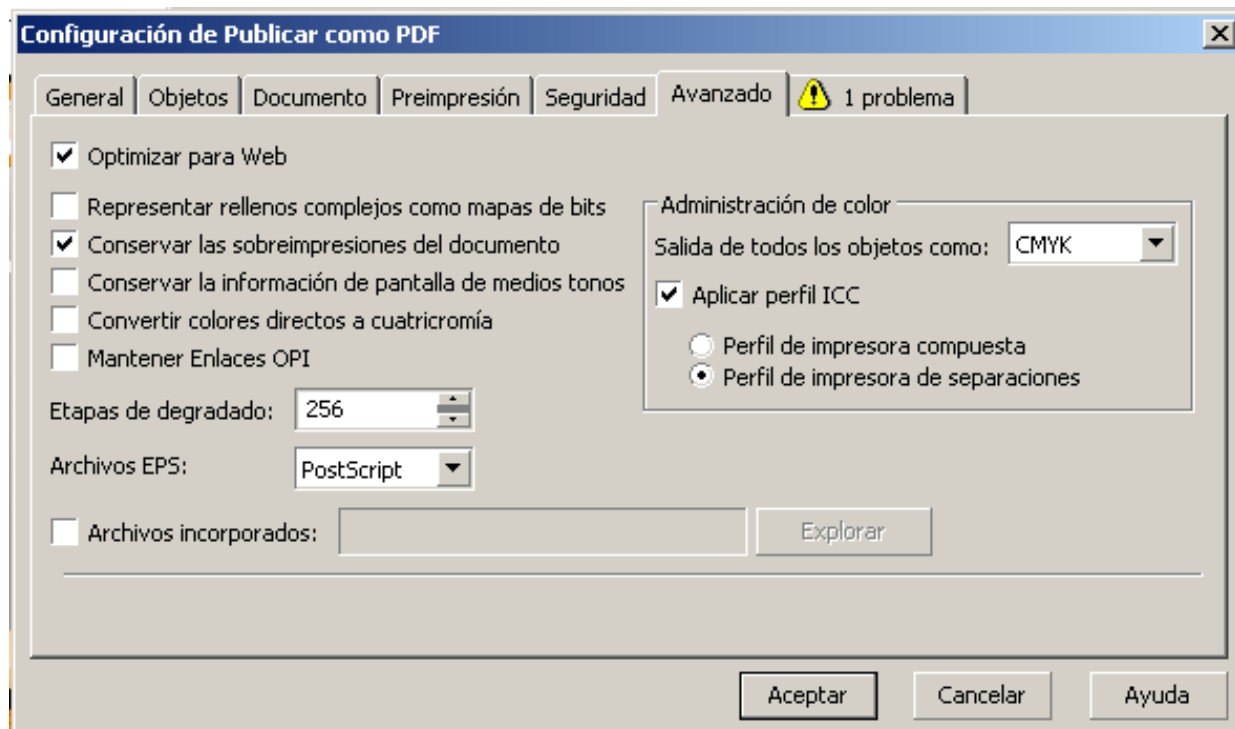 Configuración de Publicar como PDF
General Objetos Documento Preimpresión Seguridad Avanzado 1 problema
Optimizar para Web
Representar rellenos complejos como mapas de bits
Conservar las sobreimpresiones del documento
Conservar la información de pantalla de medios tonos
Convertir colores directos a cuatricromía
Mantener Enlaces OPI
Etapas de degradado: 256
Archivos EPS: PostScript
Archivos incorporados: Explorar
Administración de color
Salida de todos los objetos como: CMYK
Aplicar perfil ICC
Perfil de impresora compuesta
Perfil de impresora de separaciones
Aceptar Cancelar Ayuda